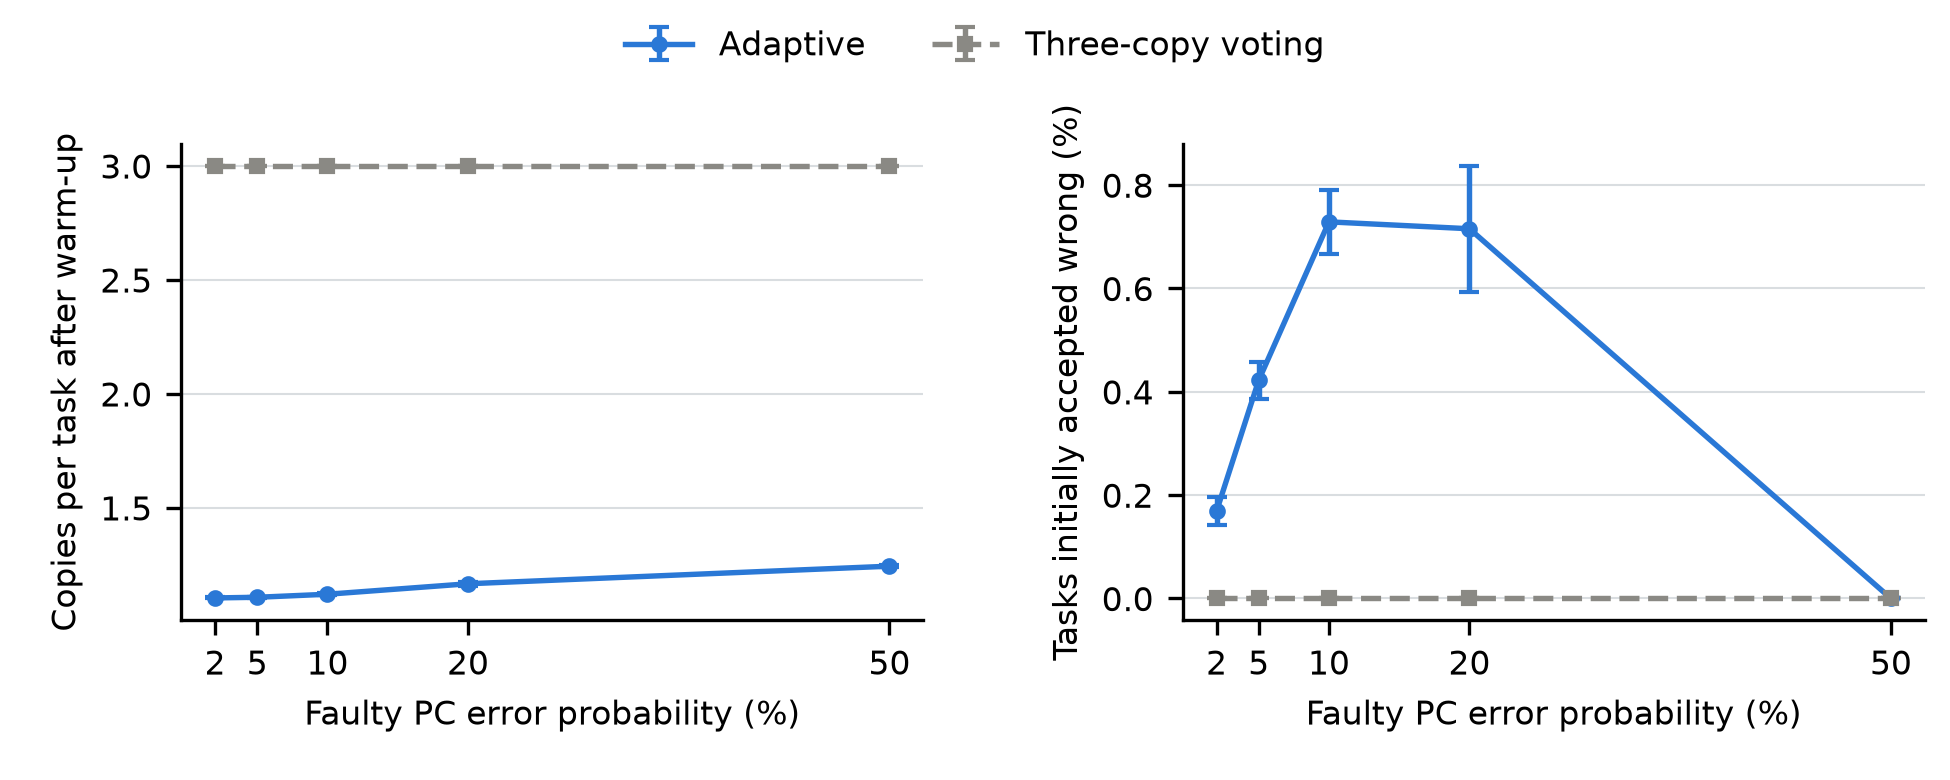 Adaptive
Three-copy voting
Copies per task after warm-up
3.0
2.5
2.0
1.5
2 5 10 20 50
Faulty PC error probability (%)
Tasks initially accepted wrong (%)
0.8
0.6
0.4
0.2
0.0
2 5 10 20 50
Faulty PC error probability (%)